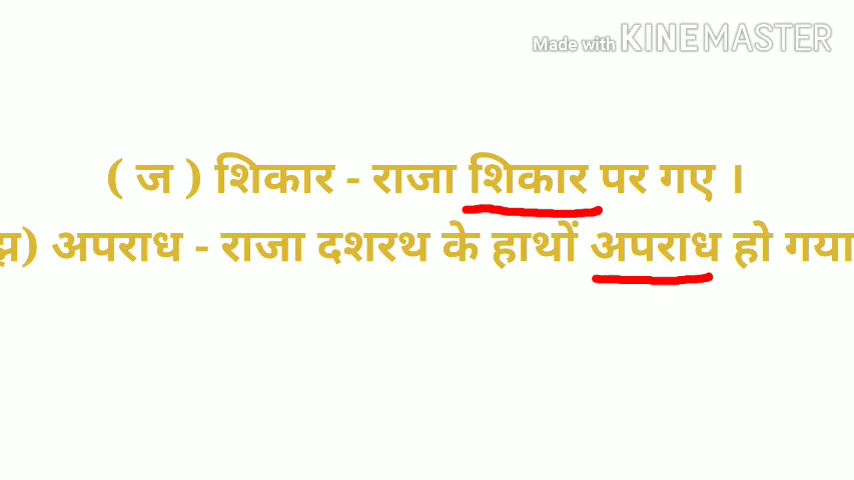 Made with KINEMASTER
( ज ) शिकार - राजा शिकार पर गए ।
झ) अपराध - राजा दशरथ के हाथों अपराध हो गया